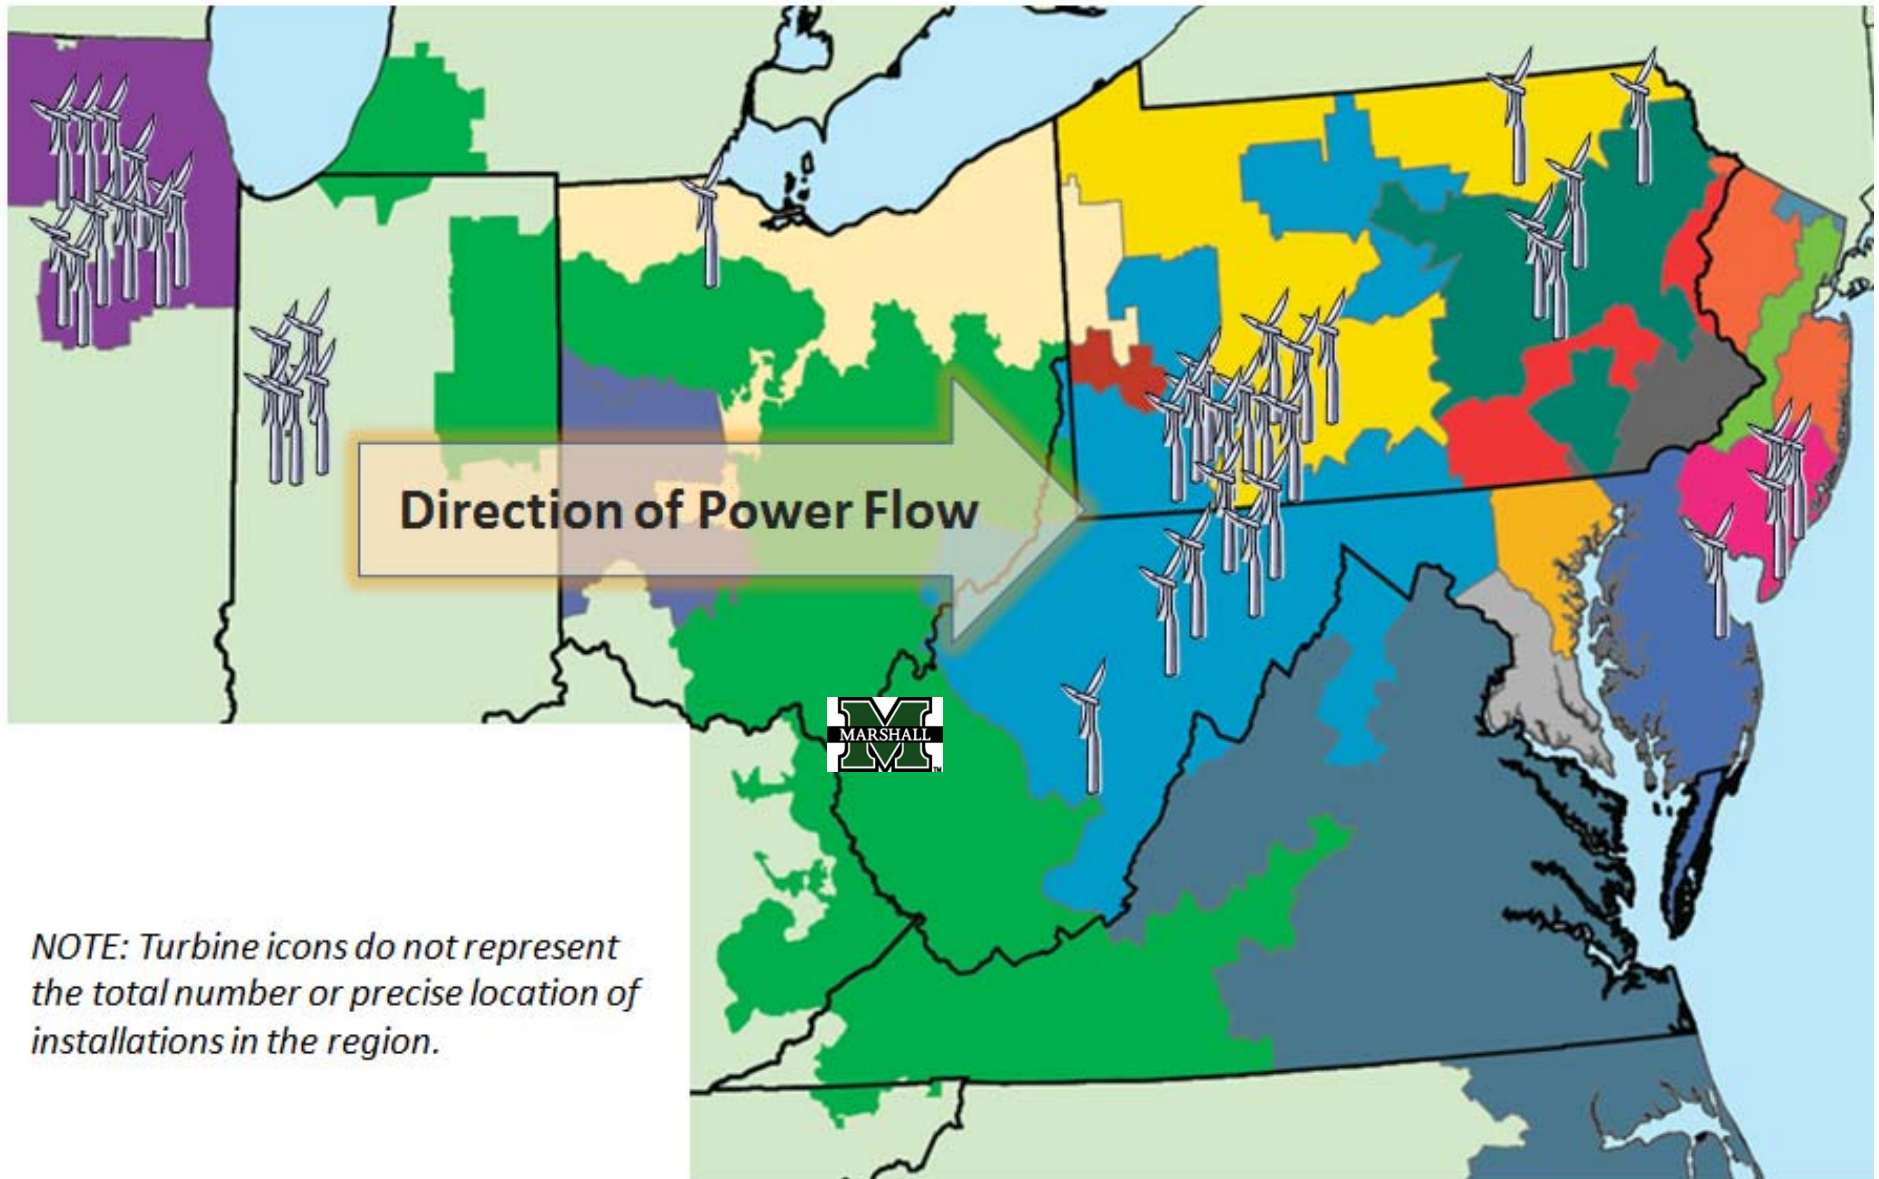 Direction of Power Flow
MARSHALL
TM
NOTE: Turbine icons do not represent
the total number or precise location of
installations in the region.